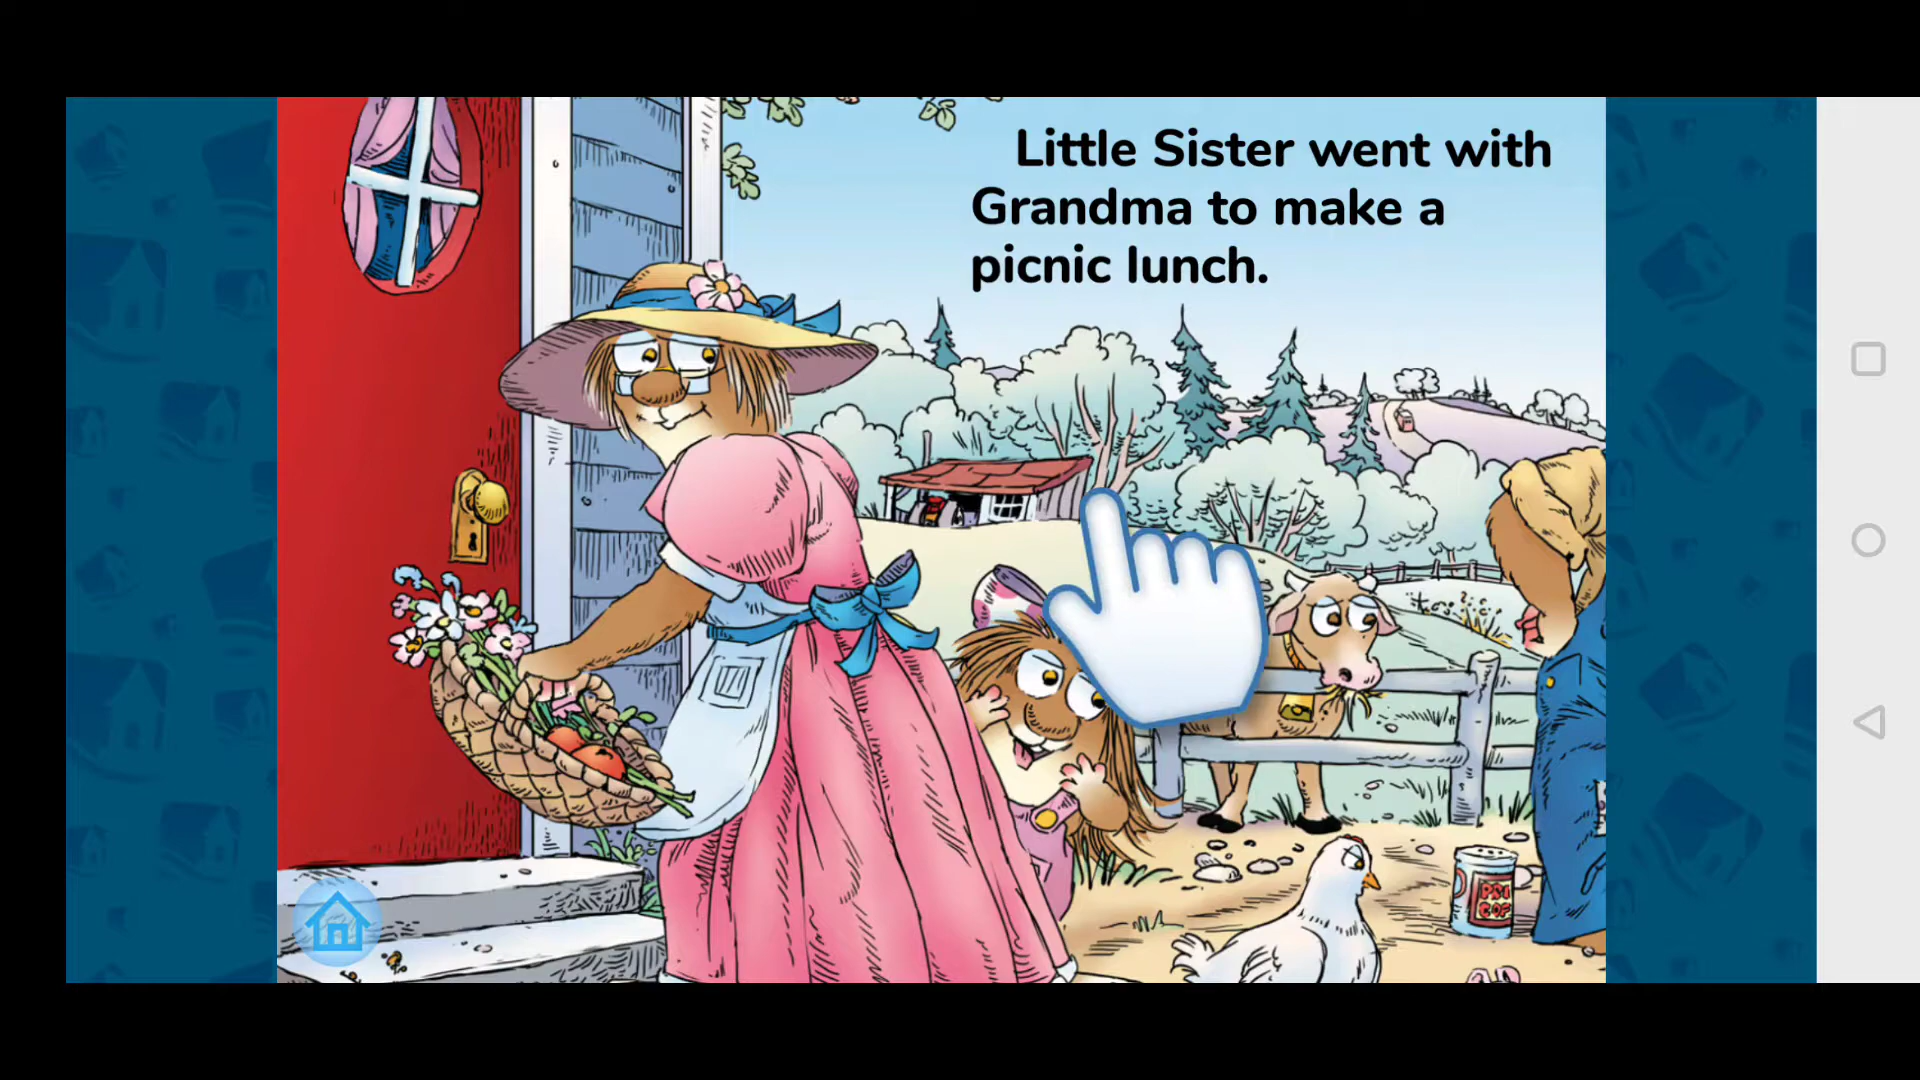 Little Sister went with
Grandma to make a
picnic lunch.